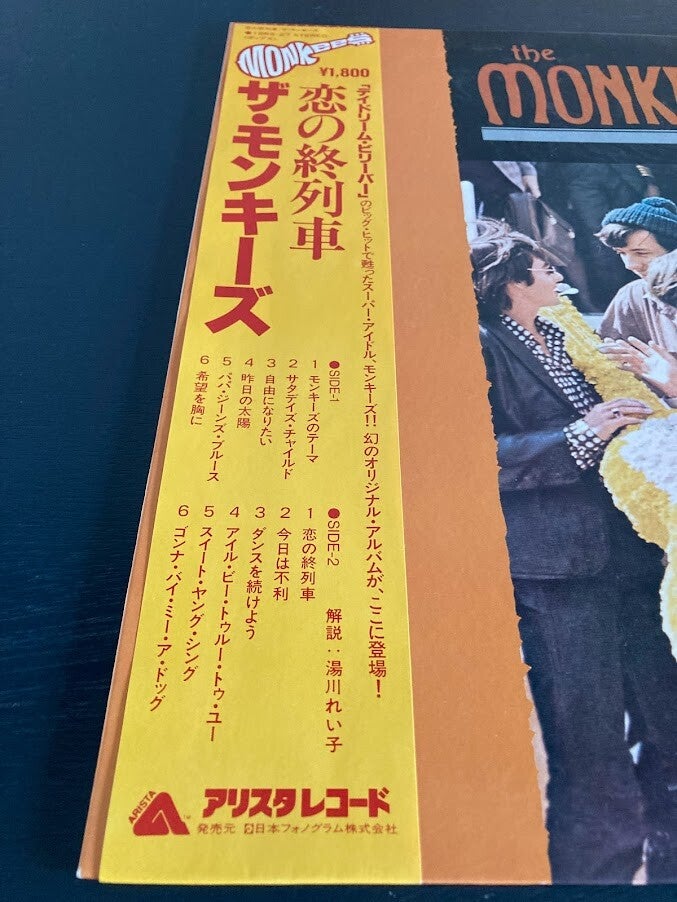 MONKEES
¥1,800
the
MONK
恋の終列車
ザ・モンキーズ
「デイドリーム・ビリーバー」のビッグ・ヒットで甦ったスーパー・アイドル、モンキーズ!! 幻のオリジナル・アルバムが、ここに登場!
●SIDE-1
1 モンキーズのテーマ
2 サタデイズ・チャイルド
3 自由になりたい
4 昨日の太陽
5 パパ・ジーンズ・ブルース
6 希望を胸に
●SIDE-2
1 恋の終列車
2 今日は不利
3 ダンスを続けよう
4 アイル・ビー・トゥルー・トゥ・ユー
5 スイート・ヤング・シング
6 ゴンナ・バイ・ミー・ア・ドッグ
解説：湯川れい子
ARISTA
アリスタレコード
発売元 日本フォノグラム株式会社